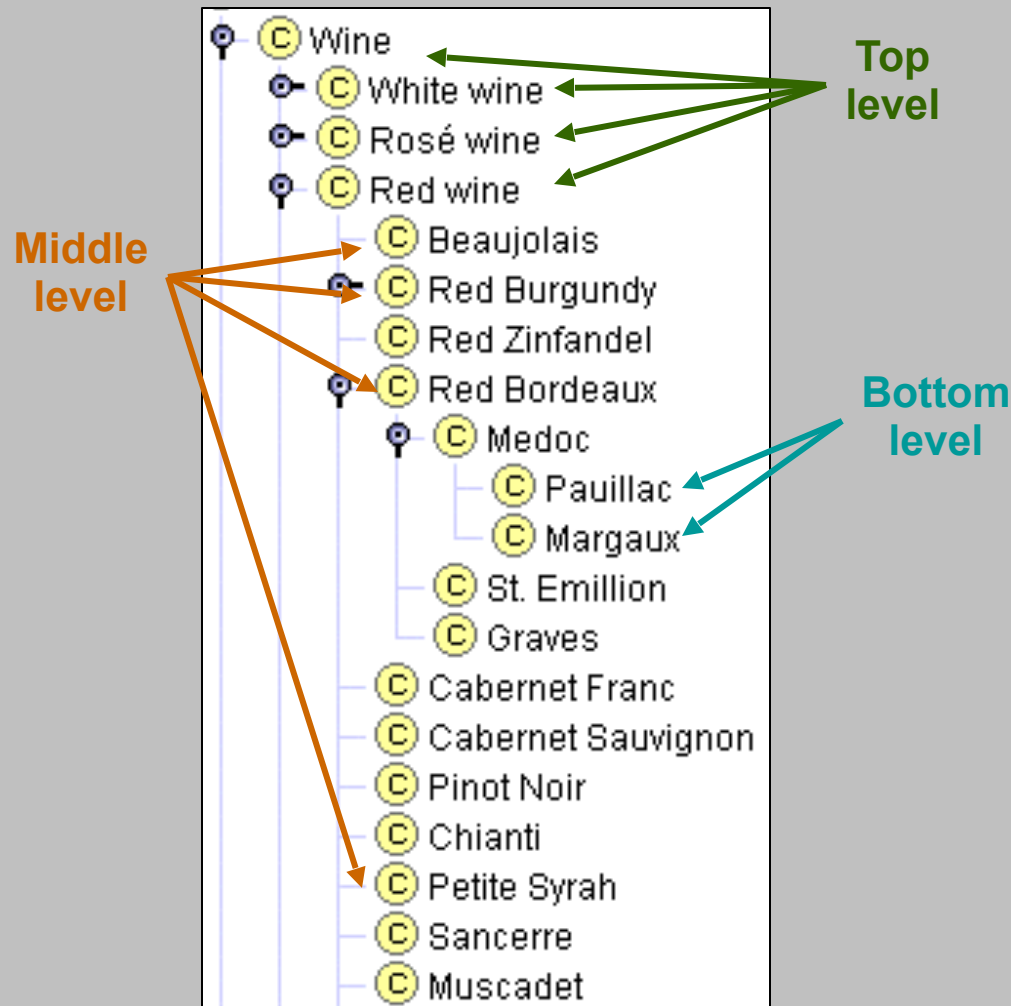 C Wine
C White wine
C Rosé wine
C Red wine
C Beaujolais
C Red Burgundy
C Red Zinfandel
C Red Bordeaux
C Medoc
C Pauillac
C Margaux
C St. Emillion
C Graves
C Cabernet Franc
C Cabernet Sauvignon
C Pinot Noir
C Chianti
C Petite Syrah
C Sancerre
C Muscadet
Top
level
Middle
level
Bottom
level